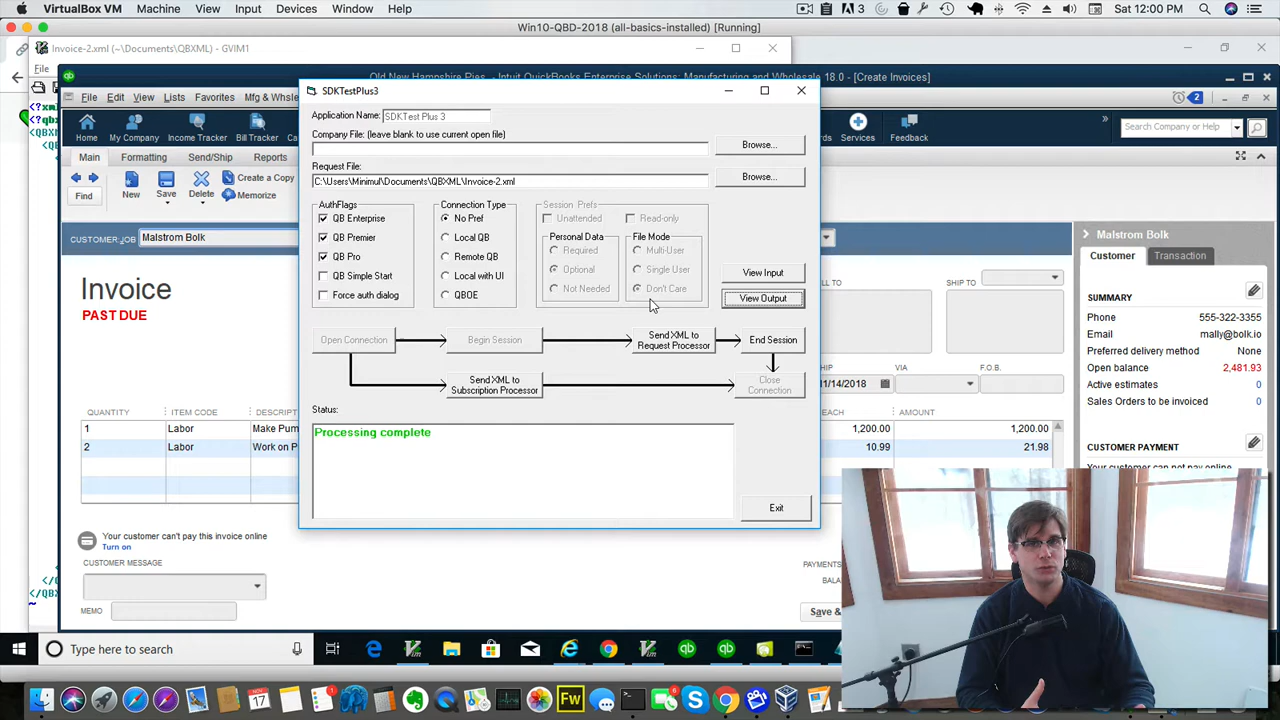 VirtualBox VM Machine View Input Devices Window Help
3
Sat 12:00 PM
Win10-QBD-2018 (all-basics-installed) [Running]
Invoice-2.xml (~\Documents\QBXML) - GVIM1
File
Old New Hampshire Pies - Intuit QuickBooks Enterprise Solutions: Manufacturing and Wholesale 18.0 - [Create Invoices]
qb
File Edit View Lists Favorites Mfg & Whole
2
Home
My Company
Income Tracker
Bill Tracker
Services
Feedback
Search Company or Help
Main
Formatting
Send/Ship
Reports
Find
New
Save
Delete
Create a Copy
Memorize
CUSTOMER:JOB
Malstrom Bolk
Invoice
PAST DUE
SDKTestPlus3
Application Name:
SDKTest Plus 3
Company File: (leave blank to use current open file)
Browse...
Request File:
C:\Users\Minimul\Documents\QBXML\Invoice-2.xml
Browse...
AuthFlags
QB Enterprise
QB Premier
QB Pro
QB Simple Start
Force auth dialog
Connection Type
No Pref
Local QB
Remote QB
Local with UI
QBOE
Session Prefs
Unattended
Read-only
Personal Data
Required
Optional
Not Needed
File Mode
Multi-User
Single User
Don't Care
View Input
View Output
Open Connection
Begin Session
Send XML to
Request Processor
End Session
Send XML to
Subscription Processor
Close
Connection
Status:
Processing complete
Exit
11/14/2018
VIA
F.O.B.
QUANTITY
ITEM CODE
EACH
AMOUNT
1
Labor
Make Pum
1,200.00
1,200.00
2
Labor
Work on P
10.99
21.98
Malstrom Bolk
Customer
Transaction
SUMMARY
Phone
555-322-3355
Email
mally@bolk.io
Preferred delivery method
None
Open balance
2,481.93
Active estimates
0
Sales Orders to be invoiced
0
CUSTOMER PAYMENT
Your customer can't pay this invoice online
Turn on
CUSTOMER MESSAGE
MEMO
Save &
Type here to search
NOV
17
Fw
6